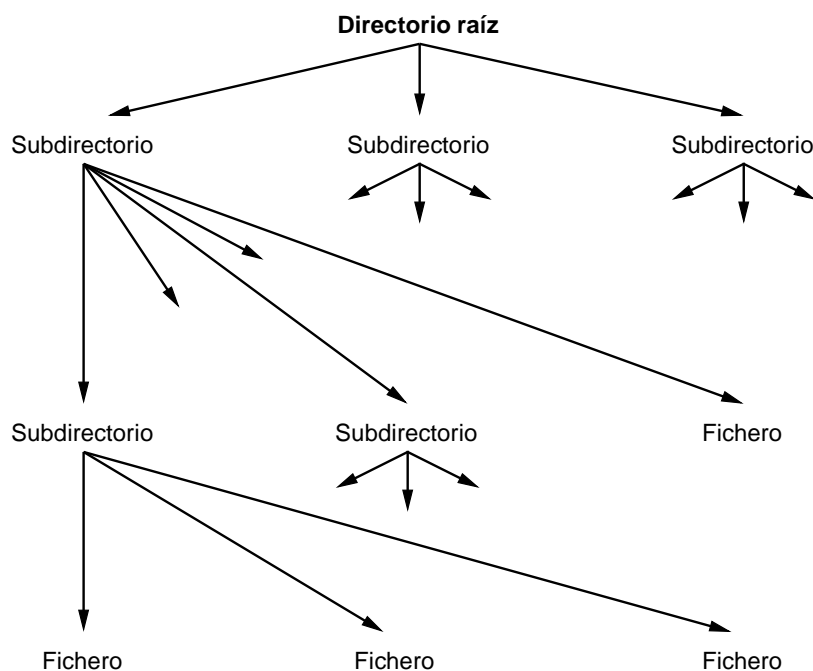 Directorio raíz
Subdirectorio Subdirectorio Subdirectorio
Subdirectorio Subdirectorio Fichero
Fichero Fichero Fichero